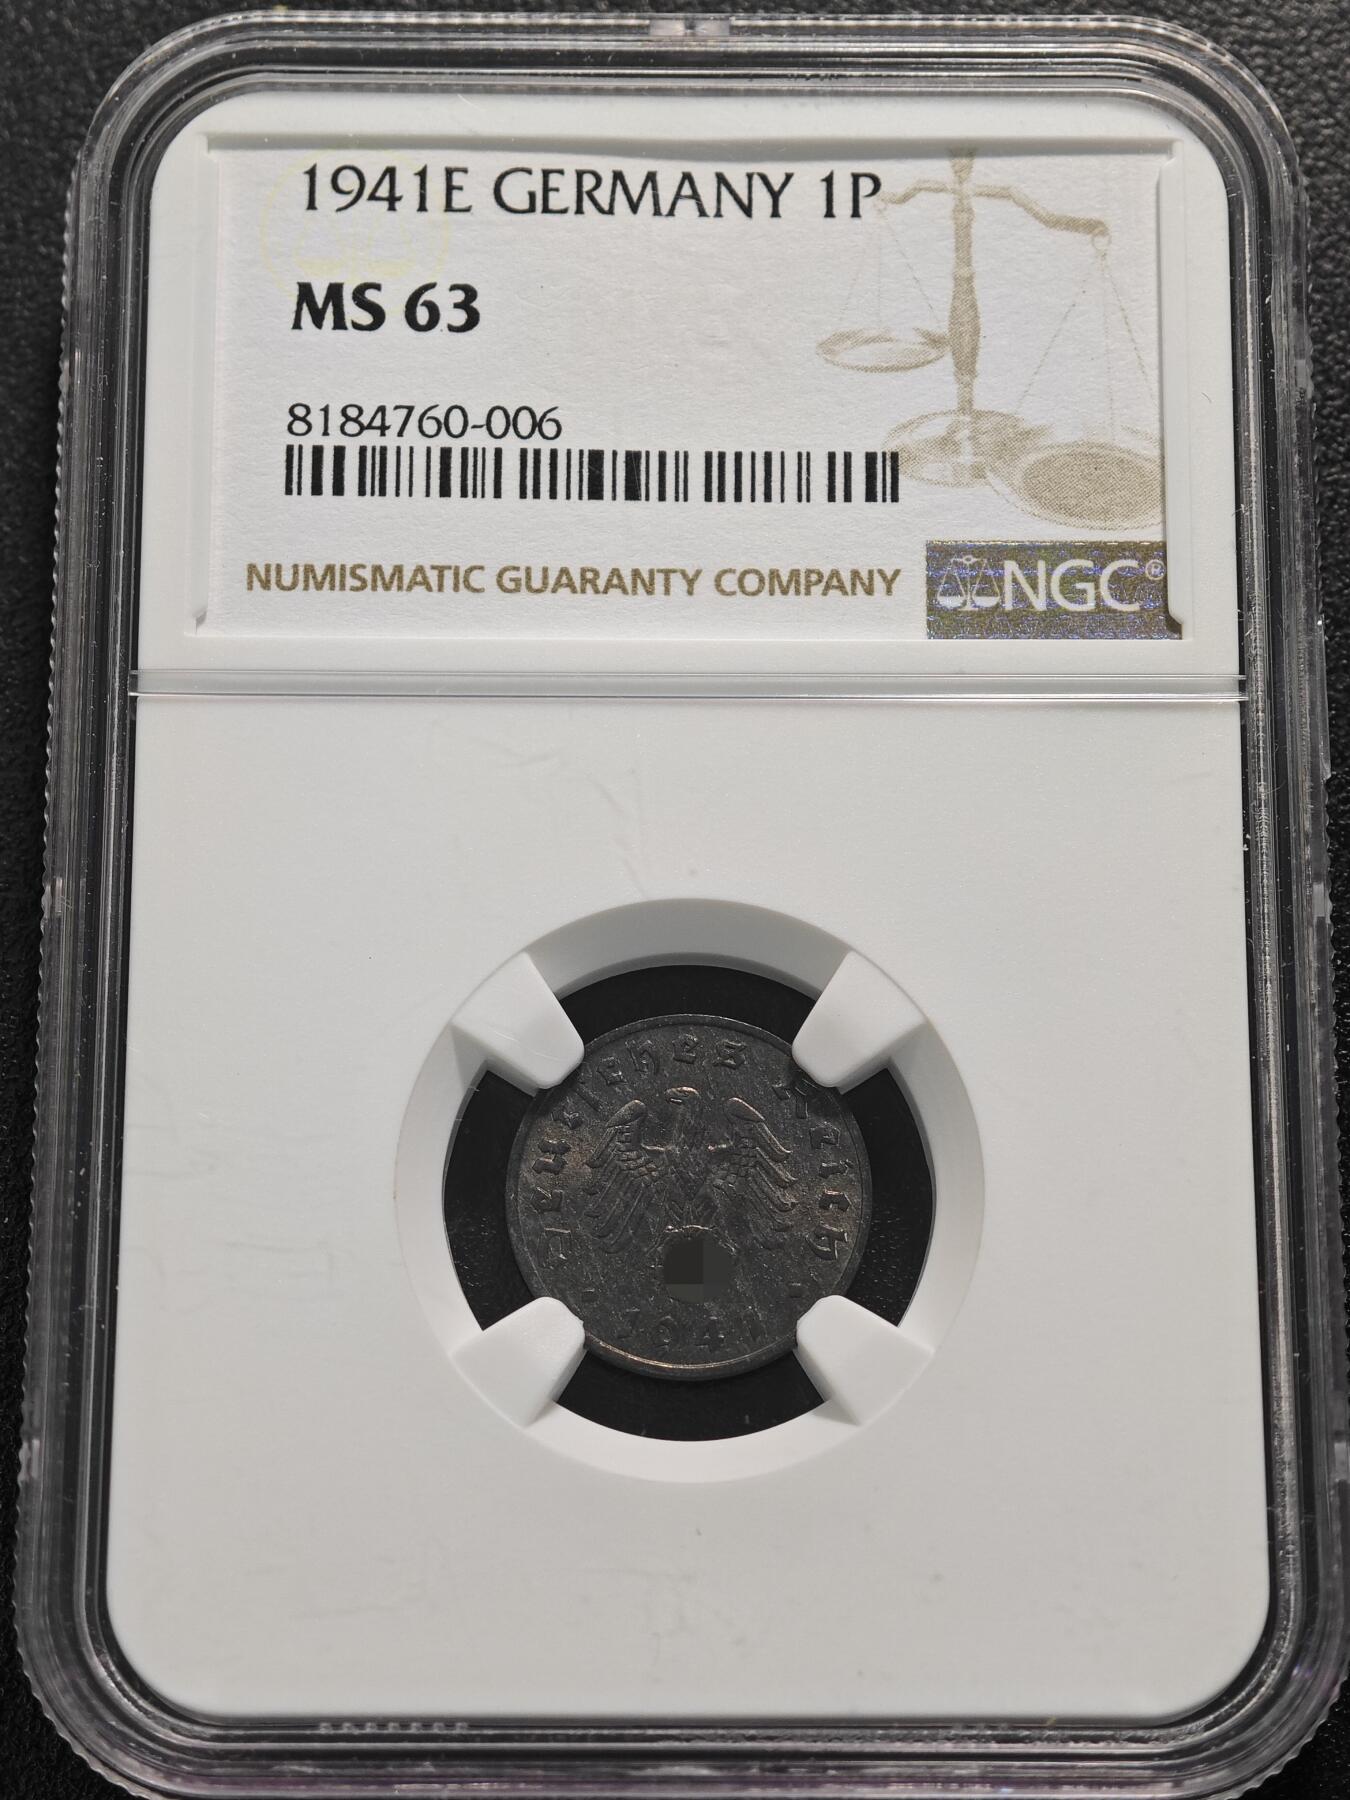 1941E GERMANY 1P
MS 63
8184760-006
NUMISMATIC GUARANTY COMPANY NGC®
Deutsches Reich
1941